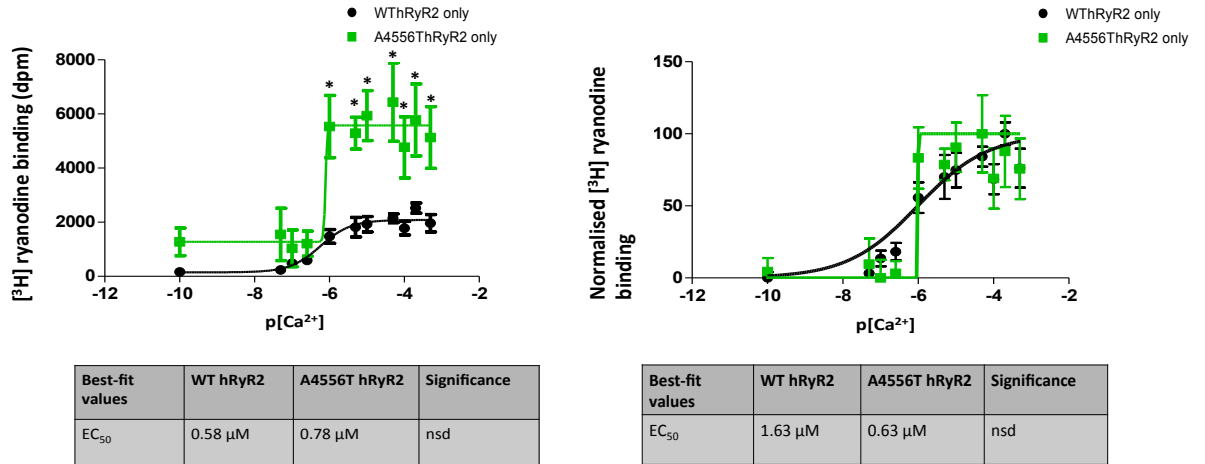 WThRyR2 only
A4556ThRyR2 only
[³H] ryanodine binding (dpm)
8000
6000
4000
2000
0
* * * * * * *
-12 -10 -8 -6 -4 -2
p[Ca²⁺]
Best-fit values WT hRyR2 A4556T hRyR2 Significance
EC₅₀ 0.58 μM 0.78 μM nsd
WThRyR2 only
A4556ThRyR2 only
Normalised [³H] ryanodine
binding
150
100
50
0
-12 -10 -8 -6 -4 -2
p[Ca²⁺]
Best-fit values WT hRyR2 A4556T hRyR2 Significance
EC₅₀ 1.63 μM 0.63 μM nsd